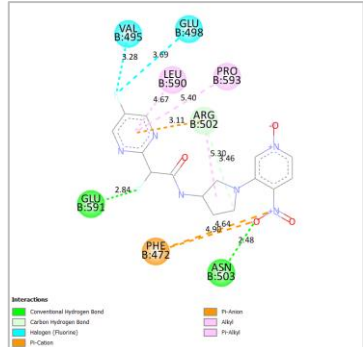 VAL
B:495
GLU
B:498
3.28
3.69
LEU
B:590
PRO
B:593
4.67
5.40
ARG
B:502
3.11
N
N
O
5.30
3.46
O
N
N
N
GLU
B:591
2.84
N
4.64
4.90
O
O
PHE
B:472
2.48
ASN
B:503
Interactions
Conventional Hydrogen Bond
Carbon Hydrogen Bond
Halogen (Fluorine)
Pi-Cation
Pi-Anion
Alkyl
Pi-Alkyl